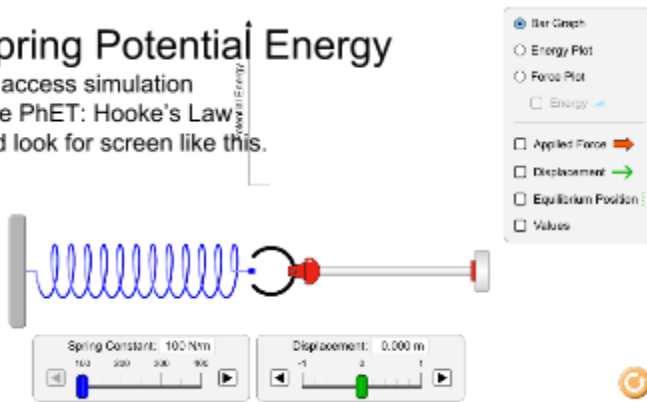 pring Potential Energy
access simulation
e PhET: Hooke's Law
d look for screen like this.
Potential Energy
Bar Graph
Energy Plot
Force Plot
Energy
Applied Force
Displacement
Equilibrium Position
Values
Spring Constant: 100 N/m
100 200 300 400
Displacement: 0.000 m
-1 0 1